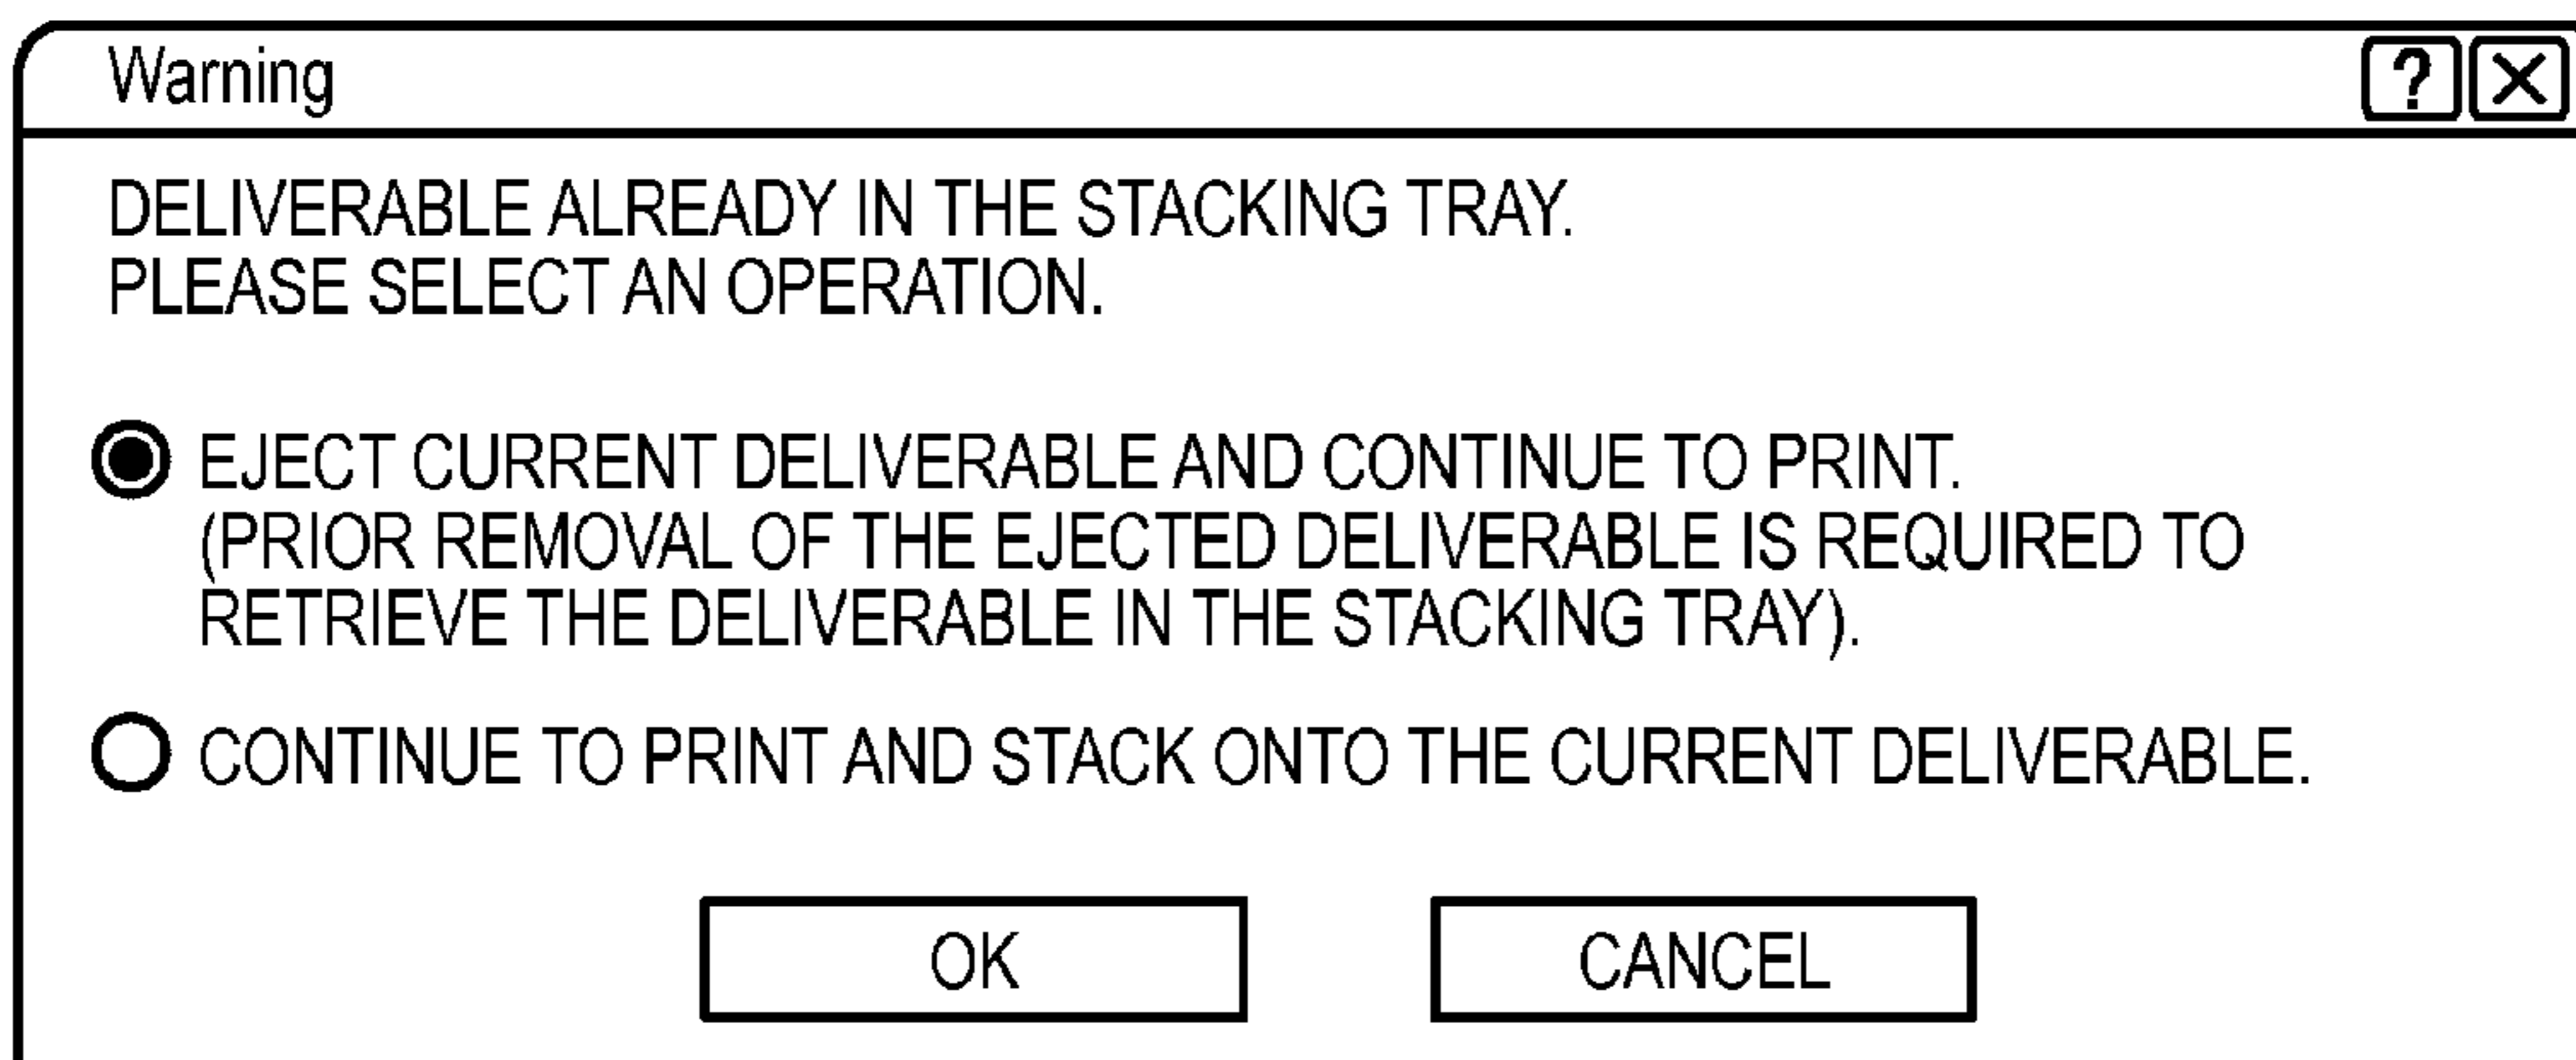 Warning
?
DELIVERABLE ALREADY IN THE STACKING TRAY.
PLEASE SELECT AN OPERATION.
EJECT CURRENT DELIVERABLE AND CONTINUE TO PRINT.
(PRIOR REMOVAL OF THE EJECTED DELIVERABLE IS REQUIRED TO
RETRIEVE THE DELIVERABLE IN THE STACKING TRAY).
CONTINUE TO PRINT AND STACK ONTO THE CURRENT DELIVERABLE.
OK
CANCEL